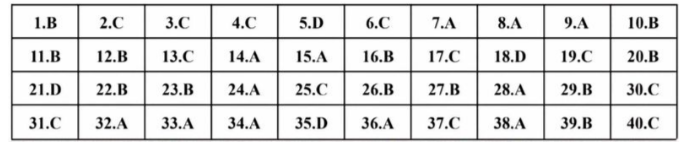 1.B 2.C 3.C 4.C 5.D 6.C 7.A 8.A 9.A 10.B
11.B 12.B 13.C 14.A 15.A 16.B 17.C 18.D 19.C 20.B
21.D 22.B 23.B 24.A 25.C 26.B 27.B 28.A 29.B 30.C
31.C 32.A 33.A 34.A 35.D 36.A 37.C 38.A 39.B 40.C